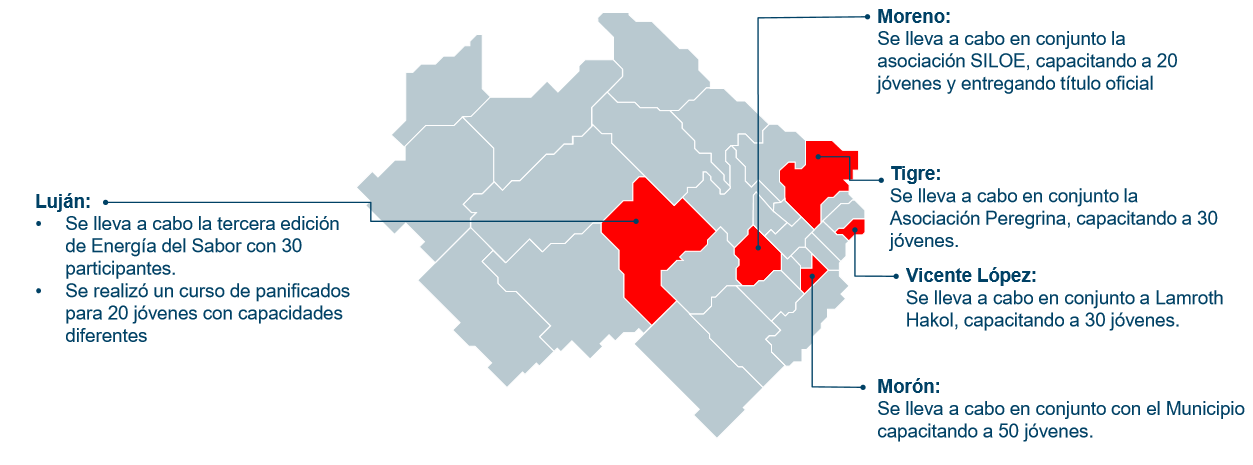 Moreno:
Se lleva a cabo en conjunto la
asociación SILOE, capacitando a 20
jóvenes y entregando título oficial
Tigre:
Se lleva a cabo en conjunto la
Asociación Peregrina, capacitando a 30
jóvenes.
Luján:
• Se lleva a cabo la tercera edición
de Energía del Sabor con 30
participantes.
• Se realizó un curso de panificados
para 20 jóvenes con capacidades
diferentes
Vicente López:
Se lleva a cabo en conjunto a Lamroth
Hakol, capacitando a 30 jóvenes.
Morón:
Se lleva a cabo en conjunto con el Municipio
capacitando a 50 jóvenes.